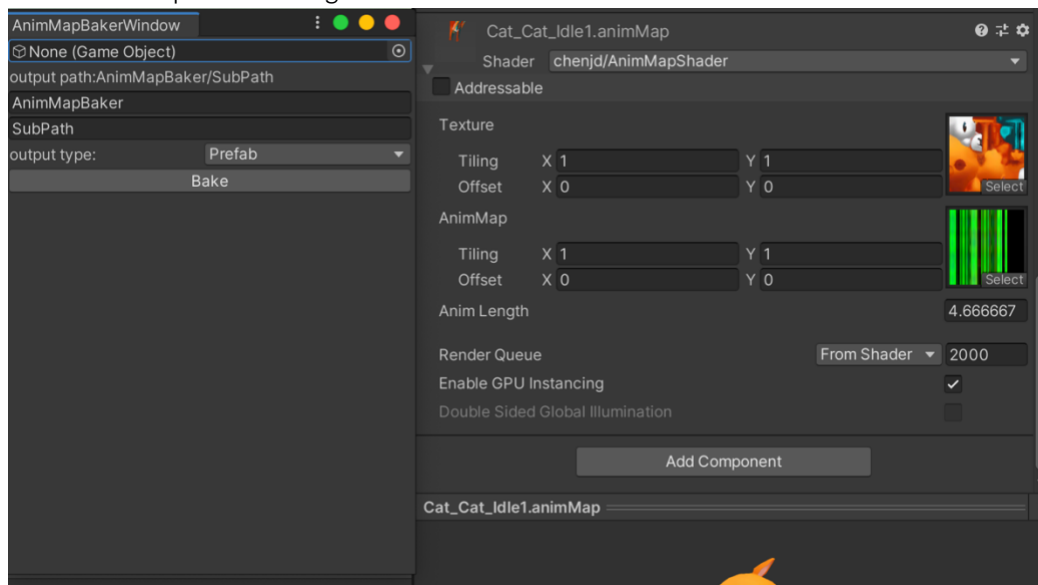 AnimMapBakerWindow
None (Game Object)
output path:AnimMapBaker/SubPath
AnimMapBaker
SubPath
output type: Prefab
Bake
Cat_Cat_Idle1.animMap
Shader chenjd/AnimMapShader
Addressable
Texture
Tiling X 1 Y 1
Offset X 0 Y 0
Select
AnimMap
Tiling X 1 Y 1
Offset X 0 Y 0
Select
Anim Length 4.666667
Render Queue From Shader 2000
Enable GPU Instancing
Double Sided Global Illumination
Add Component
Cat_Cat_Idle1.animMap